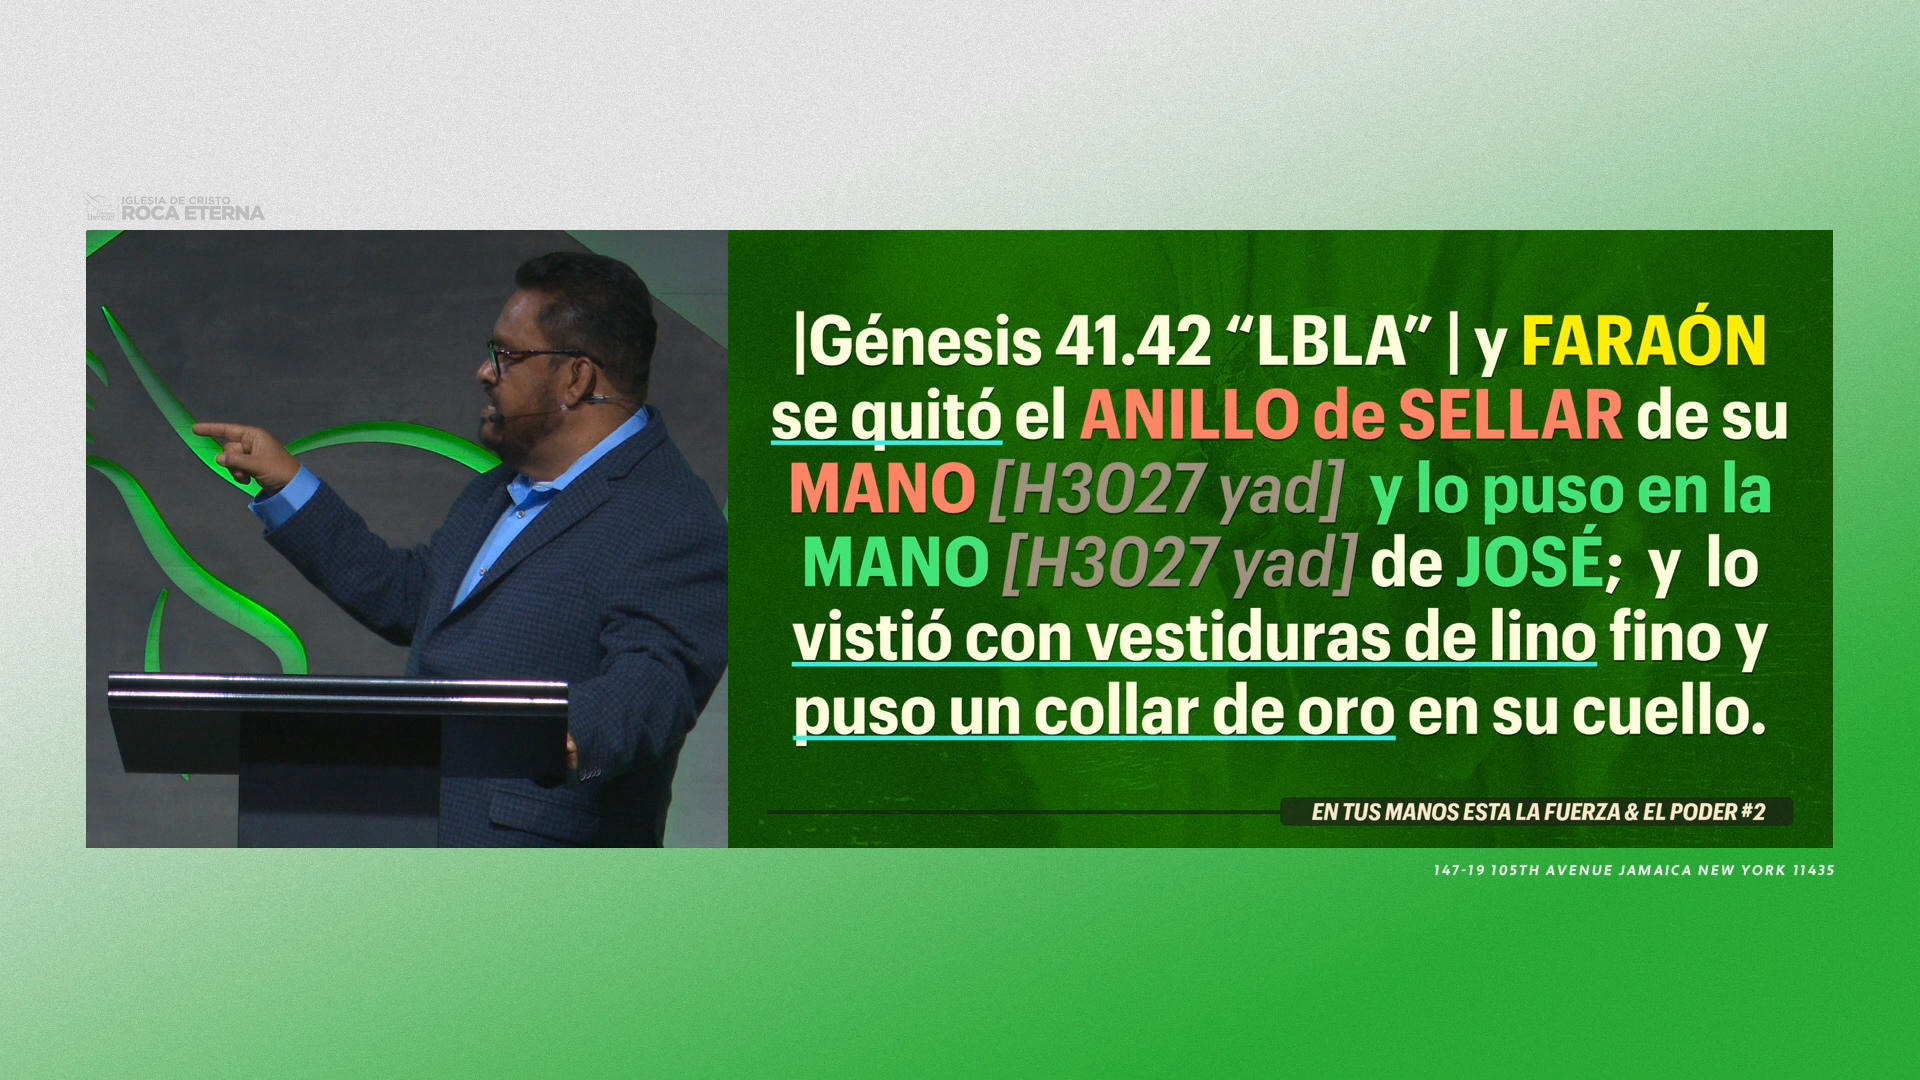 IGLESIA DE CRISTO
ROCA ETERNA
|Génesis 41.42 “LBLA” | y FARAÓN
se quitó el ANILLO de SELLAR de su
MANO [H3027 yad] y lo puso en la
MANO [H3027 yad] de JOSÉ; y lo
vistió con vestiduras de lino fino y
puso un collar de oro en su cuello.
EN TUS MANOS ESTA LA FUERZA & EL PODER #2
147-19 105TH AVENUE JAMAICA NEW YORK 11435